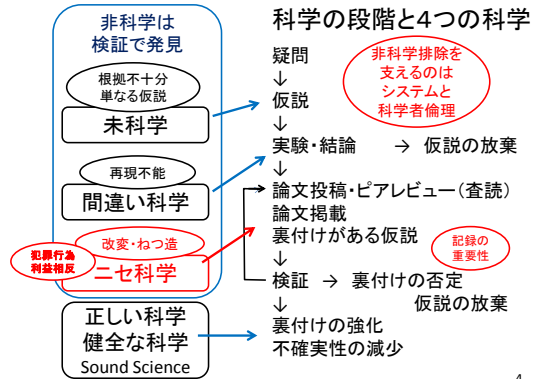 非科学は
検証で発見
根拠不十分
単なる仮説
未科学
再現不能
間違い科学
改変・ねつ造
犯罪行為
利益相反
ニセ科学
正しい科学
健全な科学
Sound Science
科学の段階と4つの科学
疑問
↓
仮説
↓
実験・結論 → 仮説の放棄
↓
論文投稿・ピアレビュー(査読)
論文掲載
裏付けがある仮説
↓
検証 → 裏付けの否定
仮説の放棄
↓
裏付けの強化
不確実性の減少
非科学排除を
支えるのは
システムと
科学者倫理
記録の
重要性
4